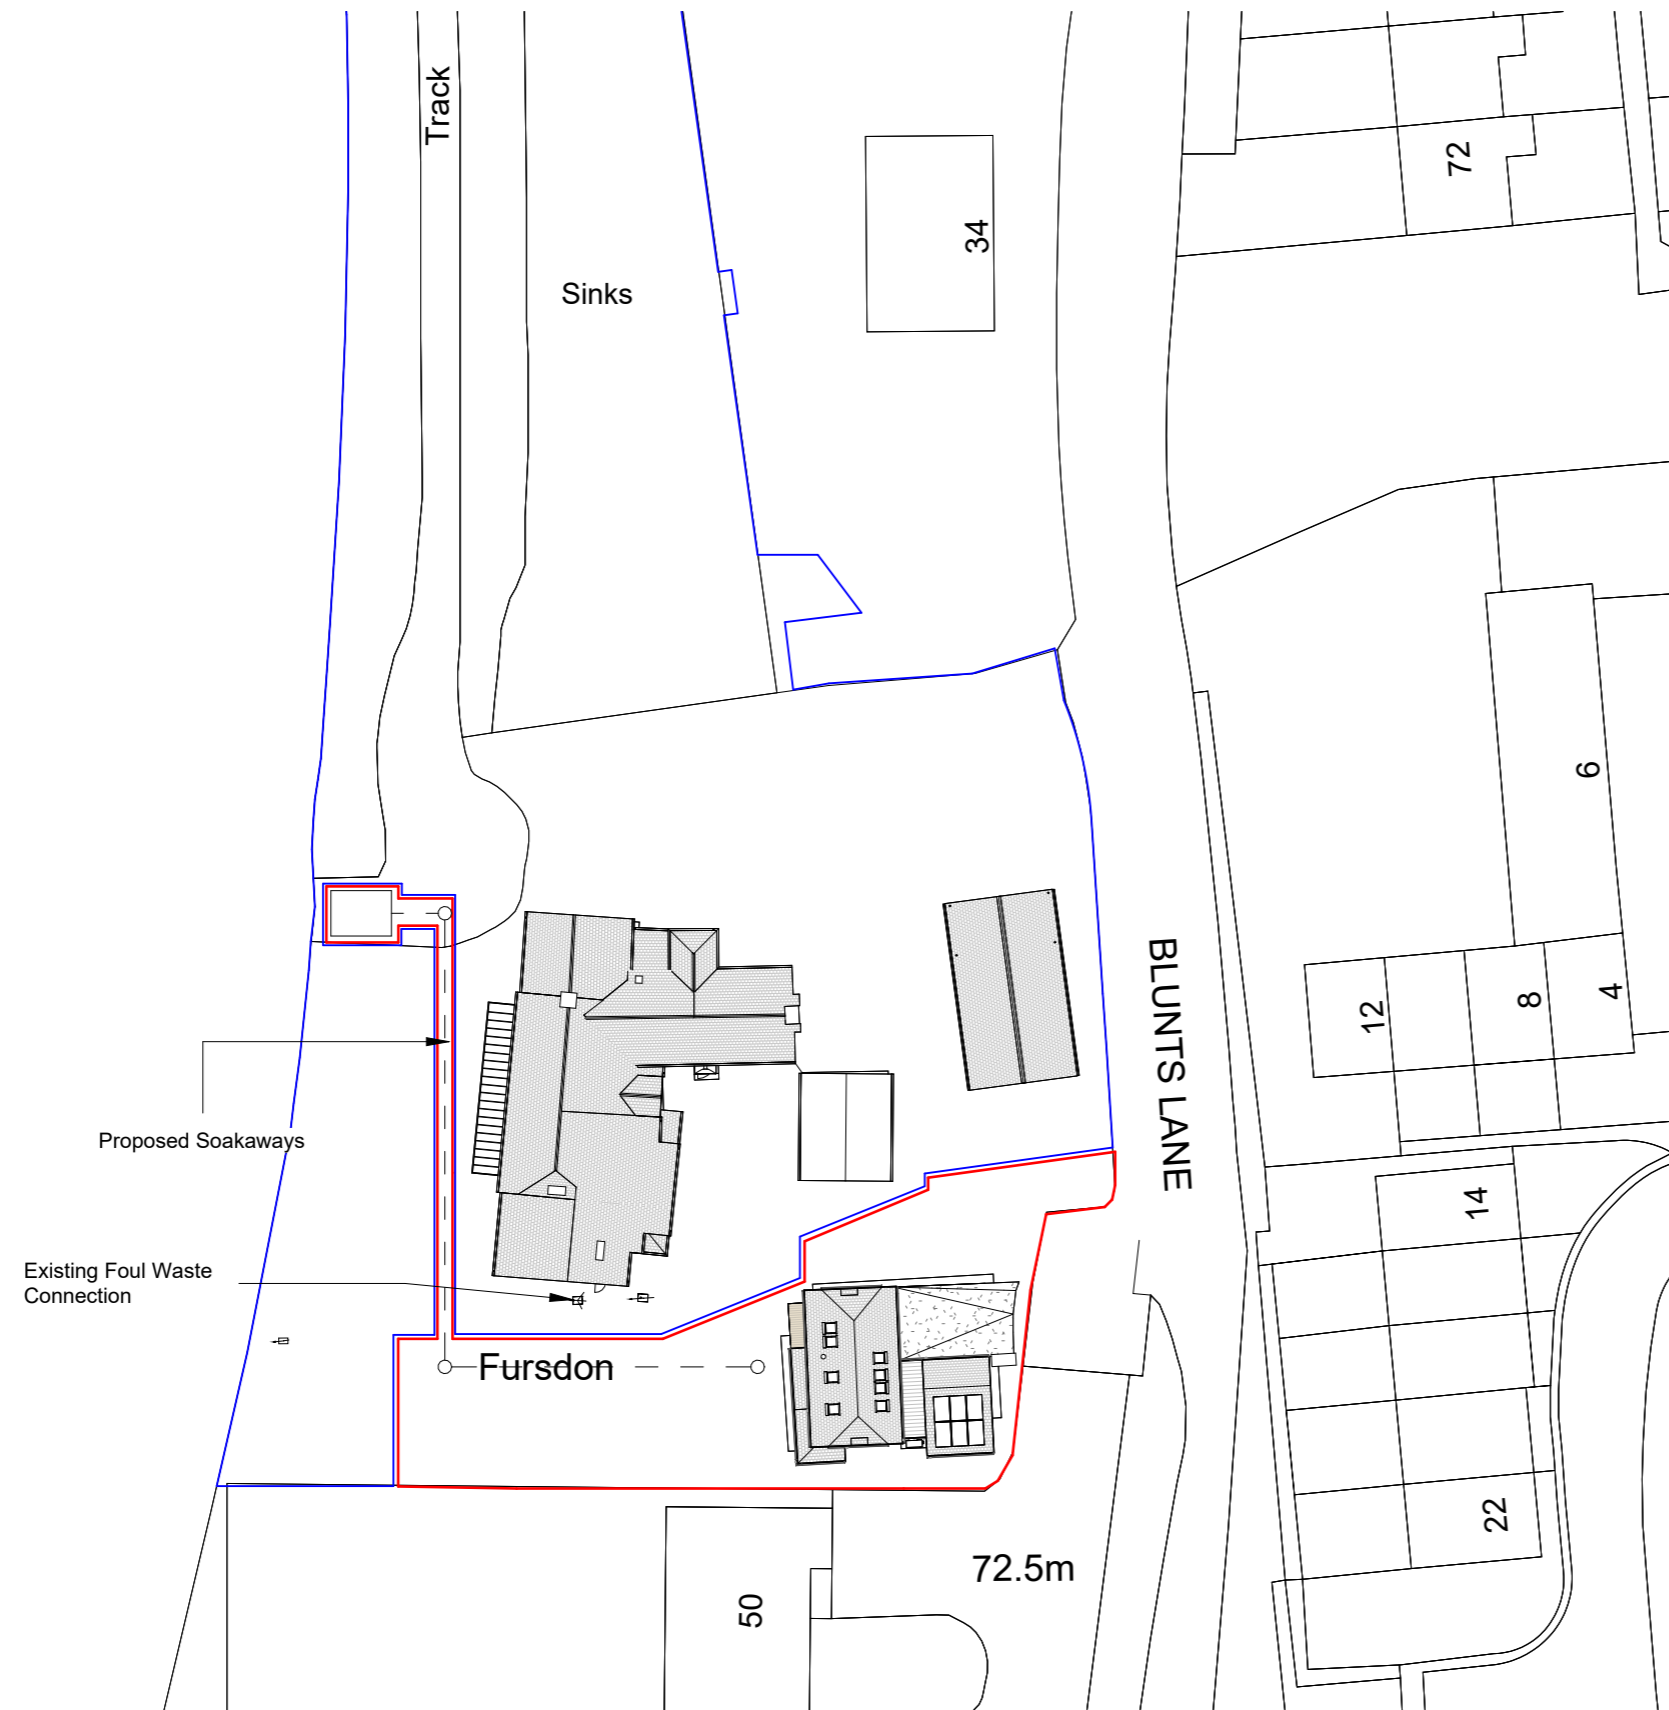 Track
72
34
Sinks
6
BLUNTS LANE
12
8
4
Proposed Soakaways
14
Existing Foul Waste
Connection
Fursdon
22
72.5m
50